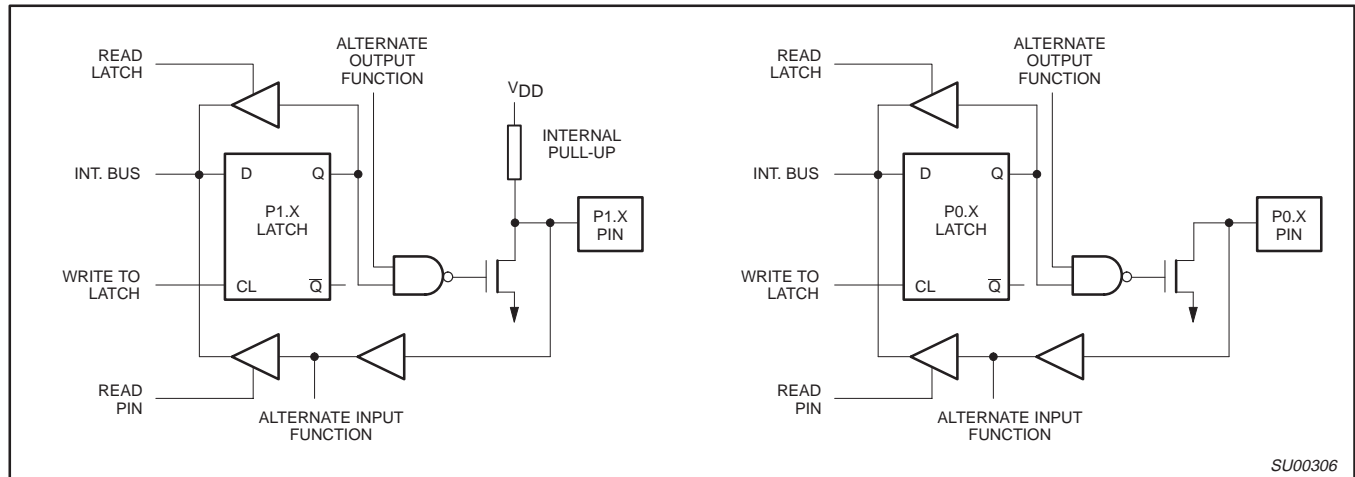 ALTERNATE
OUTPUT
FUNCTION
READ
LATCH
VDD
INTERNAL
PULL-UP
INT. BUS
D
Q
P1.X
LATCH
P1.X
PIN
WRITE TO
LATCH
CL
Q̅
READ
PIN
ALTERNATE INPUT
FUNCTION
ALTERNATE
OUTPUT
FUNCTION
READ
LATCH
INT. BUS
D
Q
P0.X
LATCH
P0.X
PIN
WRITE TO
LATCH
CL
Q̅
READ
PIN
ALTERNATE INPUT
FUNCTION
SU00306